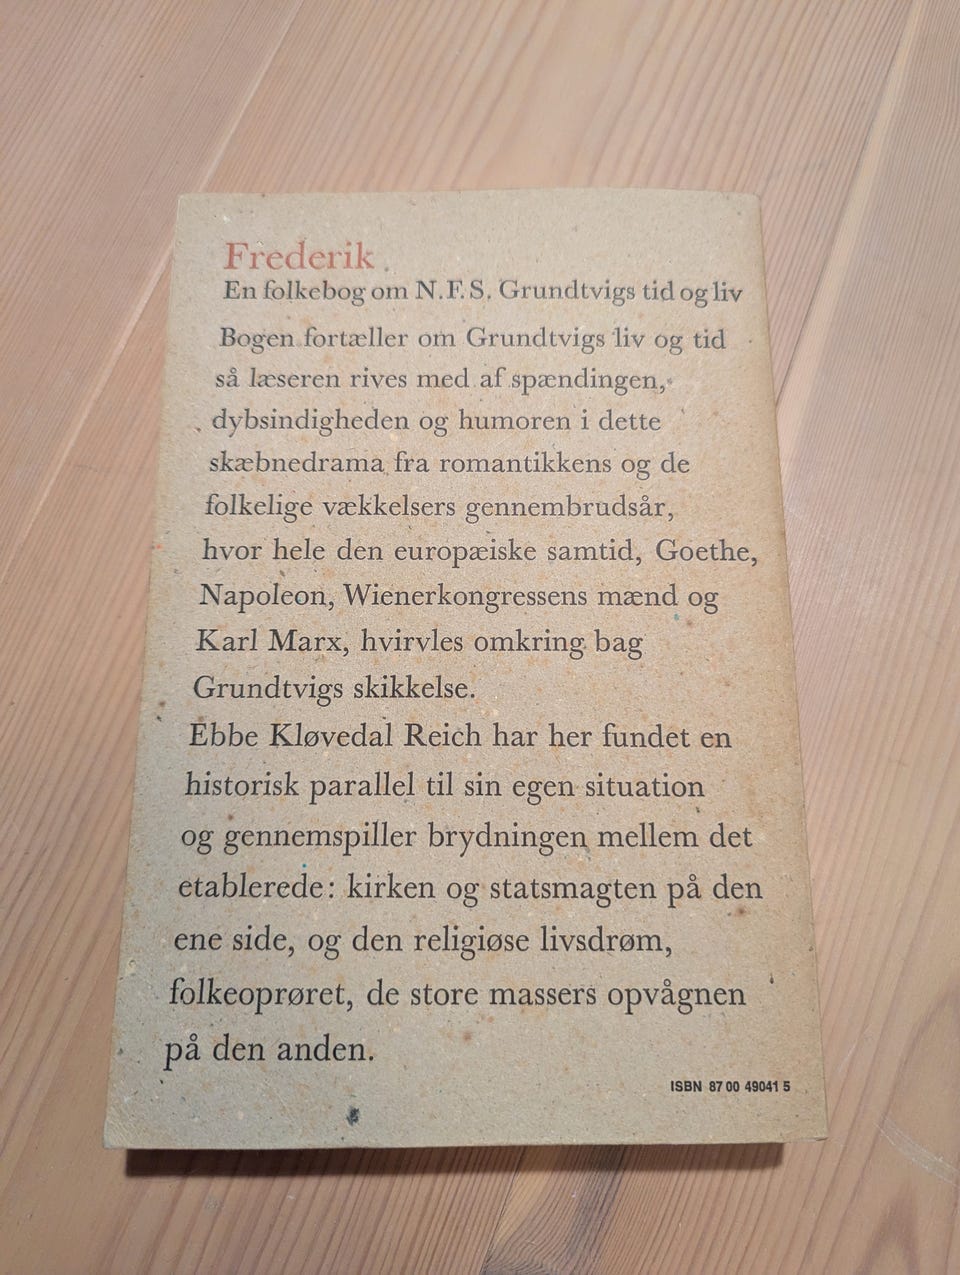 Frederik
En folkebog om N.F.S. Grundtvigs tid og liv
Bogen fortæller om Grundtvigs liv og tid
så læseren rives med af spændingen,
dybsindigheden og humoren i dette
skæbnedrama fra romantikkens og de
folkelige vækkelsers gennembrudsår,
hvor hele den europæiske samtid, Goethe,
Napoleon, Wienerkongressens mænd og
Karl Marx, hvirvles omkring bag
Grundtvigs skikkelse.
Ebbe Kløvedal Reich har her fundet en
historisk parallel til sin egen situation
og gennemspiller brydningen mellem det
etablerede: kirken og statsmagten på den
ene side, og den religiøse livsdrøm,
folkeoprøret, de store massers opvågnen
på den anden.
ISBN 87 00 49041 5